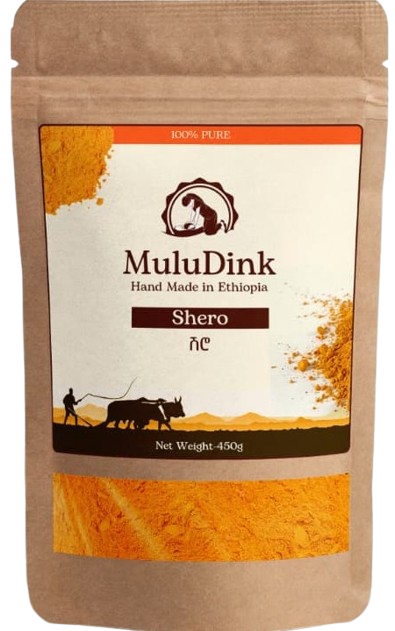 100% PURE
MuluDink
Hand Made in Ethiopia
Shero
ሽሮ
Net Weight-450g